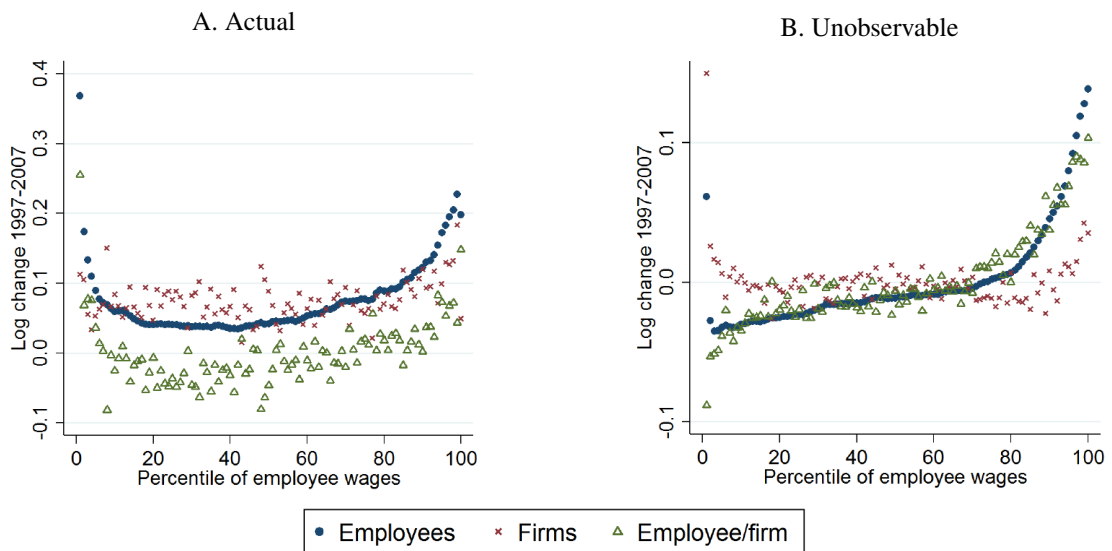 A. Actual
Log change 1997-2007
0.4
0.3
0.2
0.1
0.0
-0.1
0 20 40 60 80 100
Percentile of employee wages
B. Unobservable
Log change 1997-2007
0.1
0.0
-0.1
0 20 40 60 80 100
Percentile of employee wages
Employees Firms Employee/firm